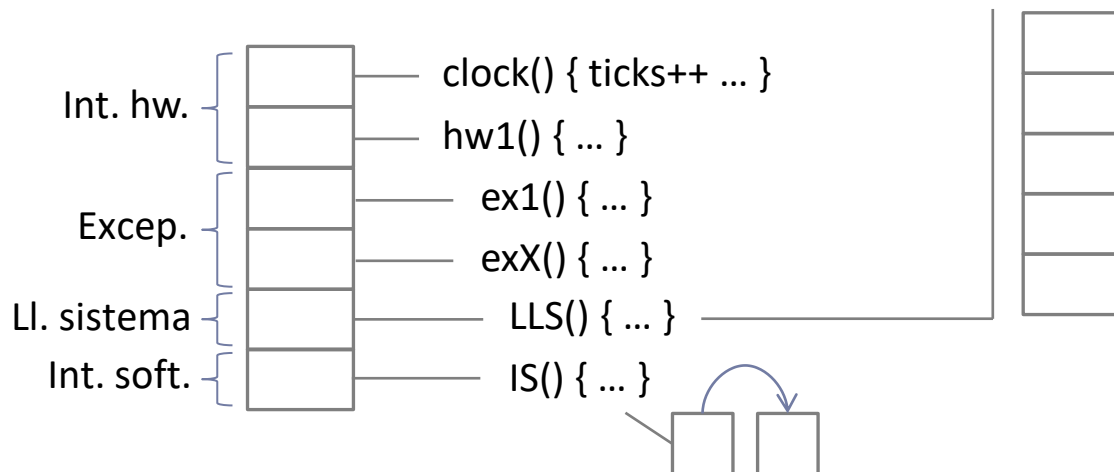 Int. hw.
clock() { ticks++ ... }
hw1() { ... }
Excep.
ex1() { ... }
exX() { ... }
Ll. sistema
LLS() { ... }
Int. soft.
IS() { ... }